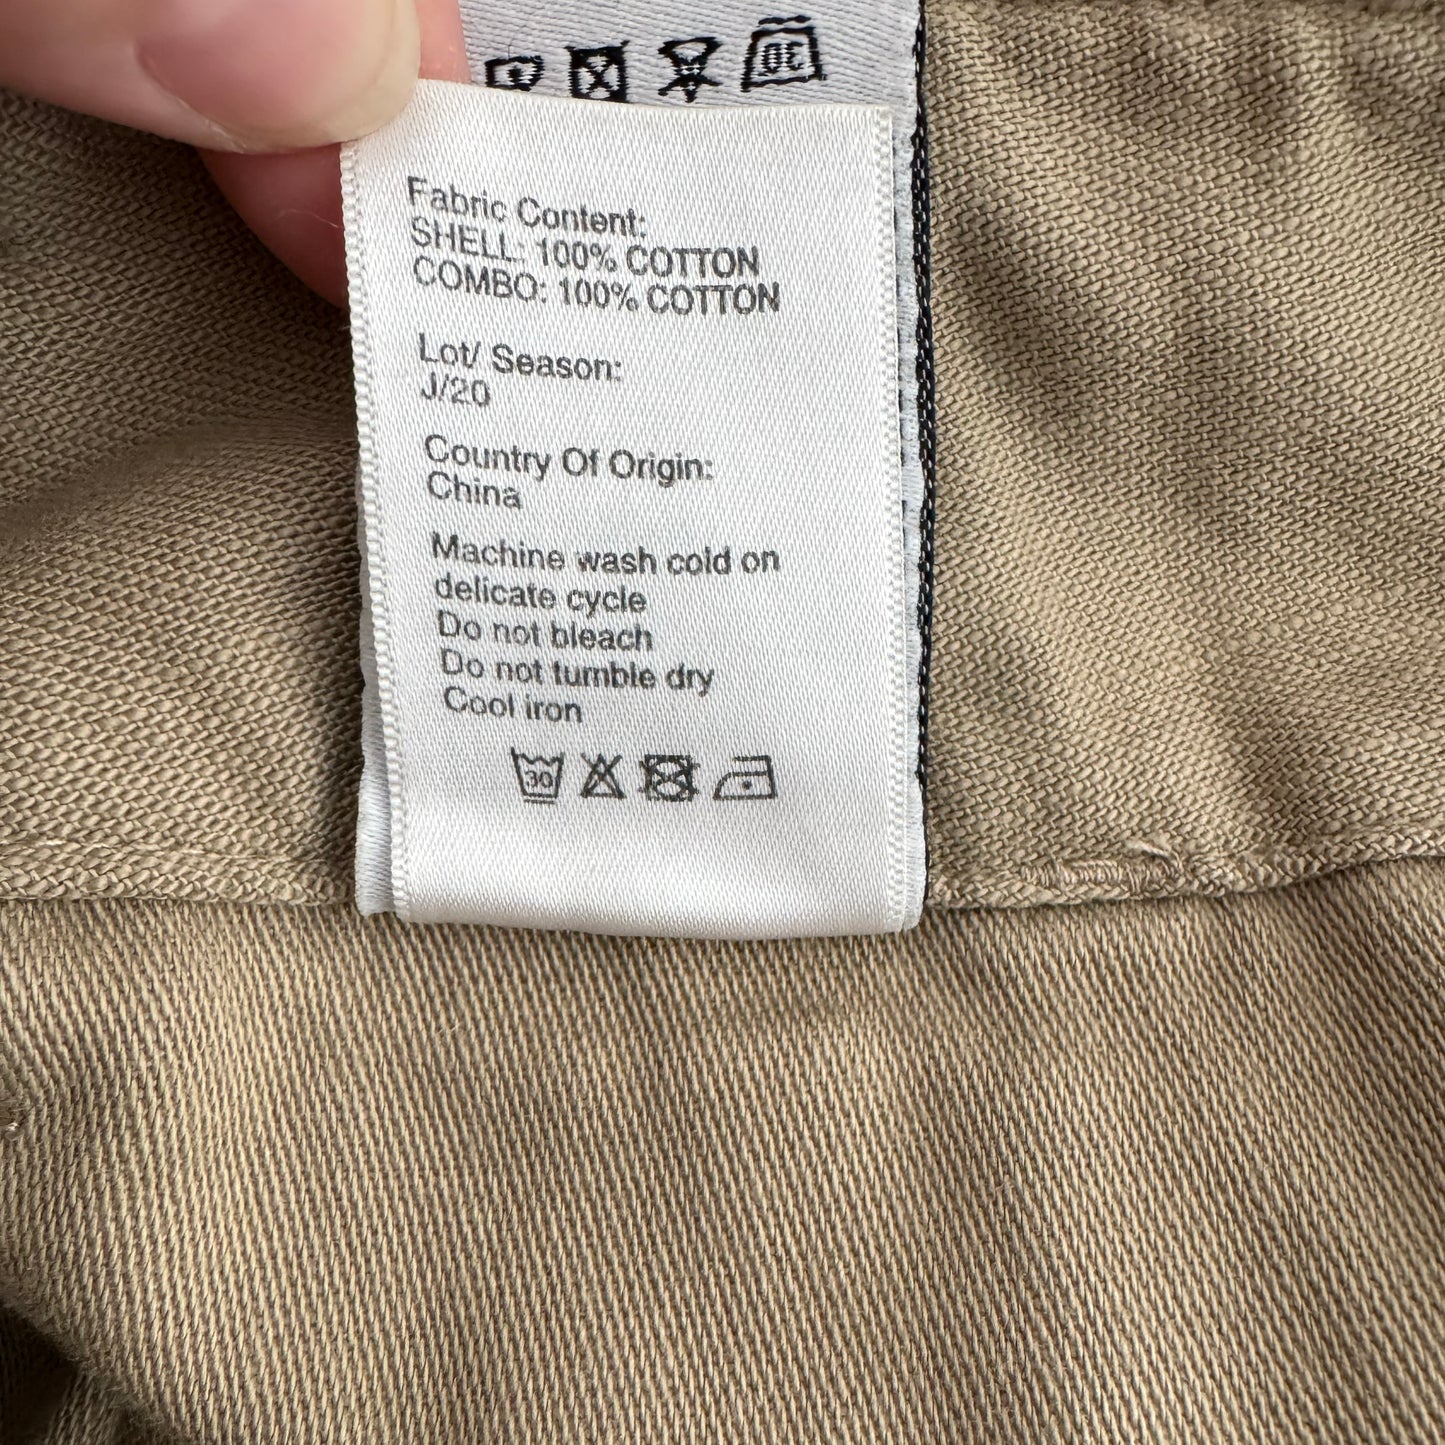 Fabric Content:
SHELL: 100% COTTON
COMBO: 100% COTTON
Lot/ Season:
J/20
Country Of Origin:
China
Machine wash cold on
delicate cycle
Do not bleach
Do not tumble dry
Cool iron
30